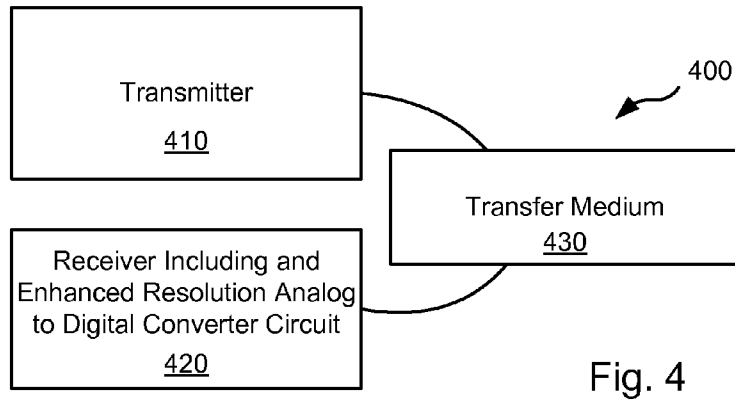 Transmitter
410
400
Transfer Medium
430
Receiver Including and
Enhanced Resolution Analog
to Digital Converter Circuit
420
Fig. 4